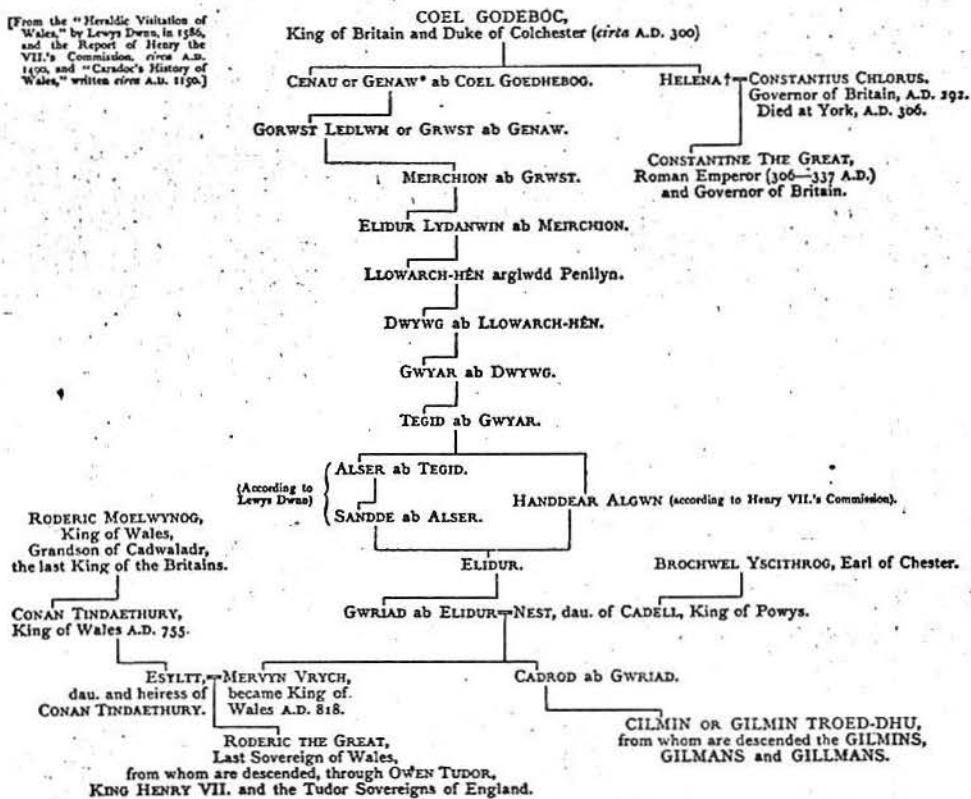 [From the "Heraldic Visitation of
Wales," by Lewys Dwnn, in 1586,
and the Report of Henry the
VII.'s Commission, circa A.D.
1490, and "Caradoc's History of
Wales," written circa A.D. 1150.]
COEL GODEBOC,
King of Britain and Duke of Colchester (cirta A.D. 300)
CENAU or GENAW* ab COEL GOEDHEBOG.
HELENA† CONSTANTIUS CHLORUS.
Governor of Britain, A.D. 292.
Died at York, A.D. 306.
GORWST LEDLWM or GRWST ab GENAW.
CONSTANTINE THE GREAT,
Roman Emperor (306—337 A.D.)
and Governor of Britain.
MEIRCHION ab GRWST.
ELIDUR LYDANWIN ab MEIRCHION.
LLOWARCH-HÊN arglwdd Penllyn.
DWYWG ab LLOWARCH-HÊN.
GWYAR ab DWYWG.
TEGID ab GWYAR.
(According to
Lewys Dwnn)
ALSER ab TEGID.
SANDDE ab ALSER.
HANDDEAR ALGWN (according to Henry VII.'s Commission).
RODERIC MOELWYNOG,
King of Wales,
Grandson of Cadwaladr,
the last King of the Britains.
ELIDUR.
BROCHWEL YSCITHROG, Earl of Chester.
CONAN TINDAETHURY,
King of Wales A.D. 755.
GWRIAD ab ELIDUR NEST, dau. of CADELL, King of Powys.
ESYLTT,
dau. and heiress of
CONAN TINDAETHURY.
MERVYN VRYCH,
became King of
Wales A.D. 818.
CADROD ab GWRIAD.
RODERIC THE GREAT,
Last Sovereign of Wales,
from whom are descended, through OWEN TUDOR,
KING HENRY VII. and the Tudor Sovereigns of England.
CILMIN OR GILMIN TROED-DHU,
from whom are descended the GILMINS,
GILMANS and GILLMANS.